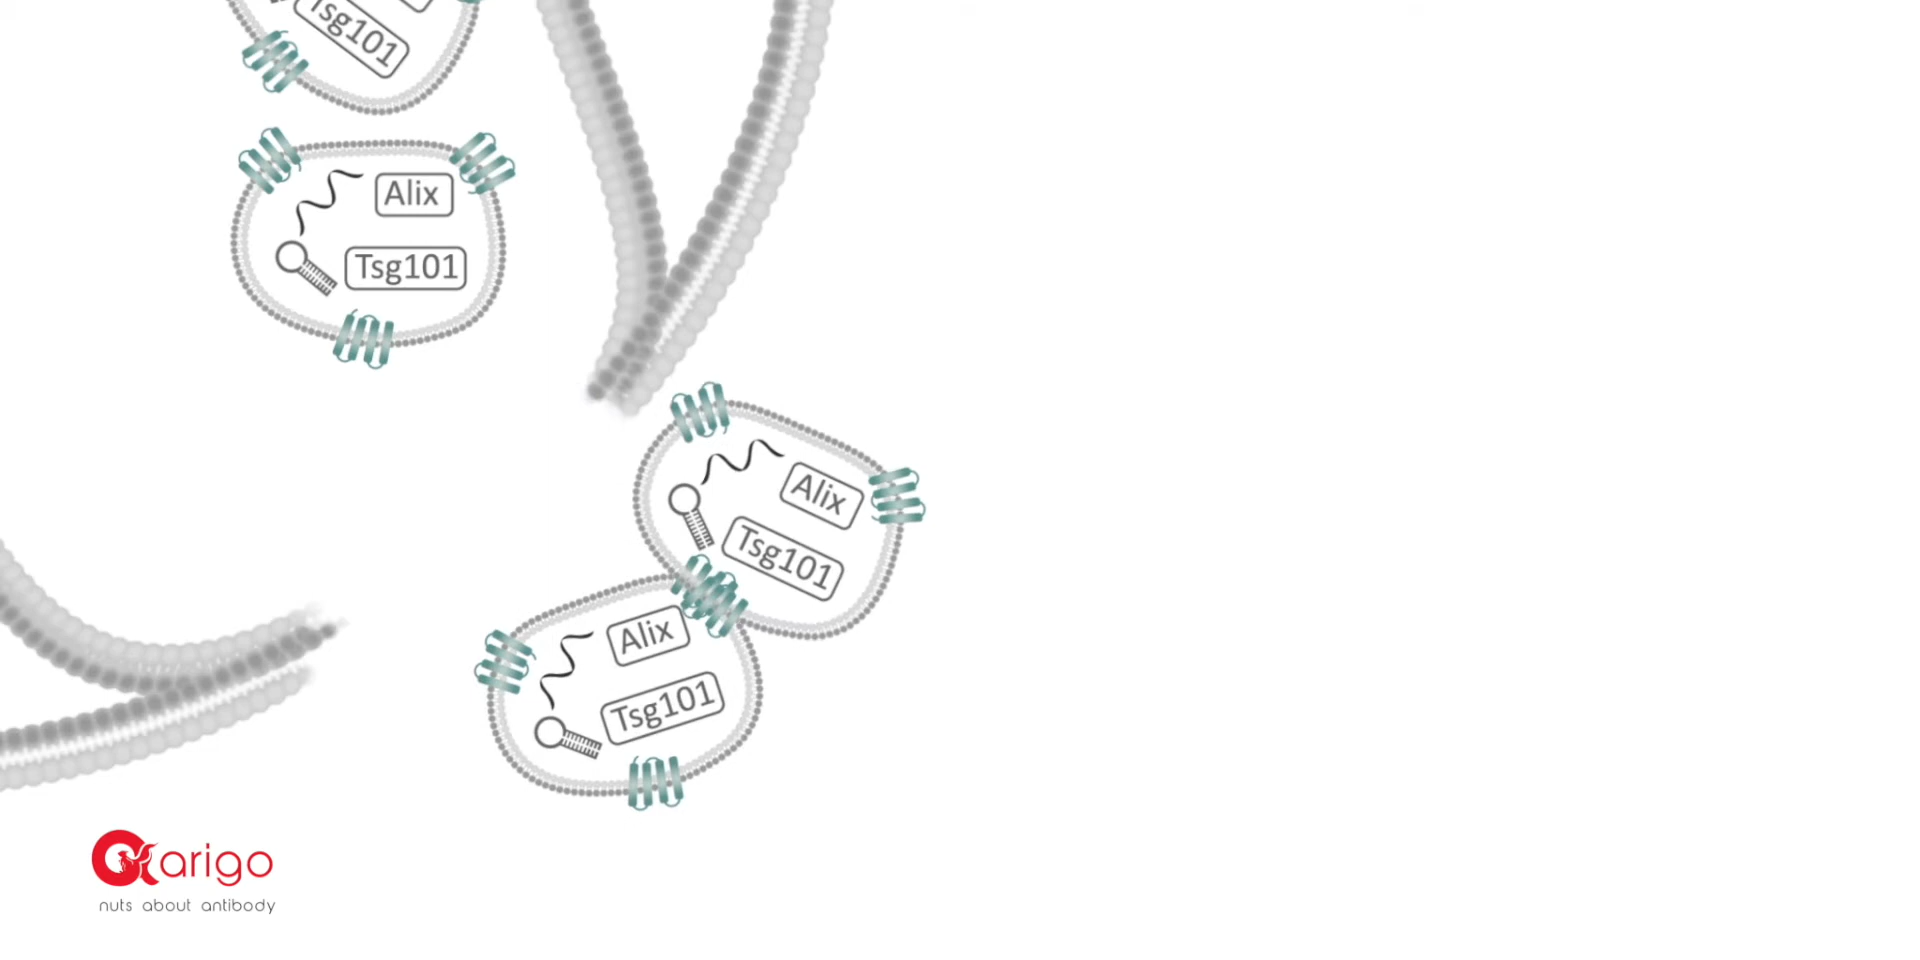 Tsg101
Alix
Tsg101
Alix
Tsg101
Alix
Tsg101
arigo
nuts about antibody